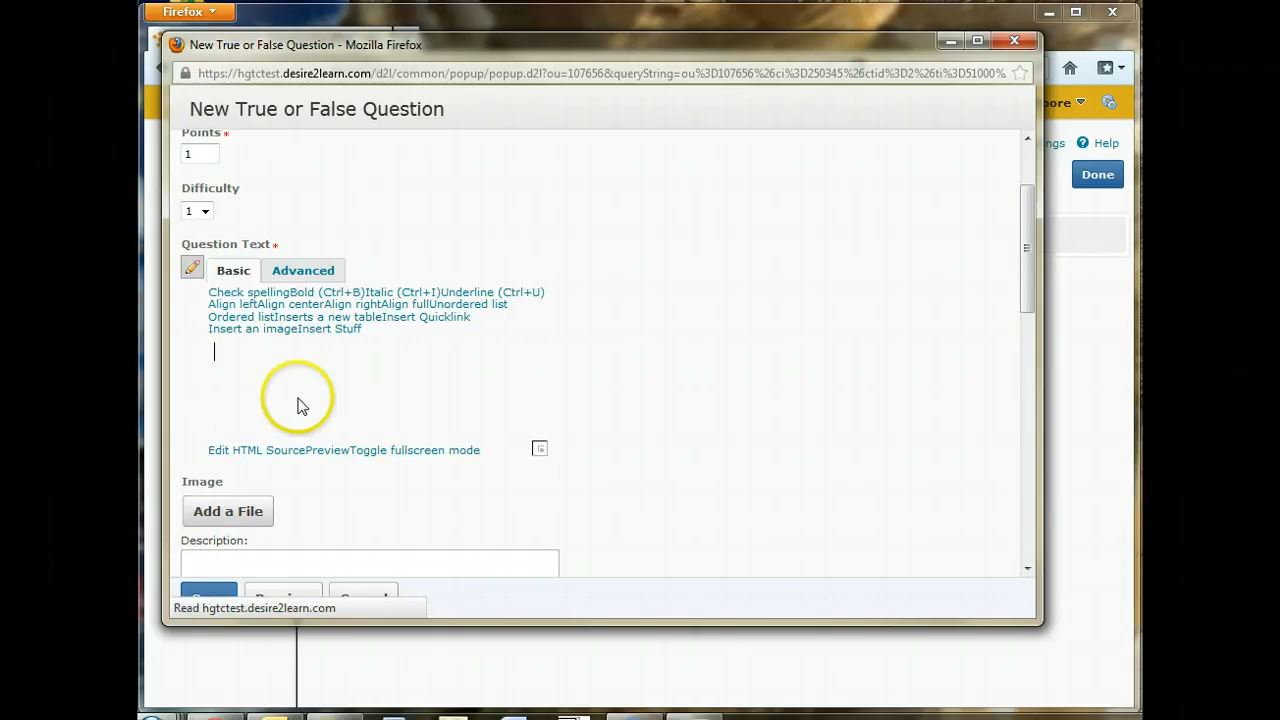 Firefox
New True or False Question - Mozilla Firefox
https://hgtctest.desire2learn.com/d2l/common/popup/popup.d2l?ou=107656&queryString=ou%3D107656%26ci%3D250345%26ctid%3D2%26ti%3D51000%
oore
New True or False Question
Points *
ngs Help
1
Done
Difficulty
1
Question Text *
Basic Advanced
Check spellingBold (Ctrl+B)Italic (Ctrl+I)Underline (Ctrl+U)
Align leftAlign centerAlign rightAlign fullUnordered list
Ordered listInserts a new tableInsert Quicklink
Insert an imageInsert Stuff
Edit HTML SourcePreviewToggle fullscreen mode
Image
Add a File
Description:
Read hgtctest.desire2learn.com